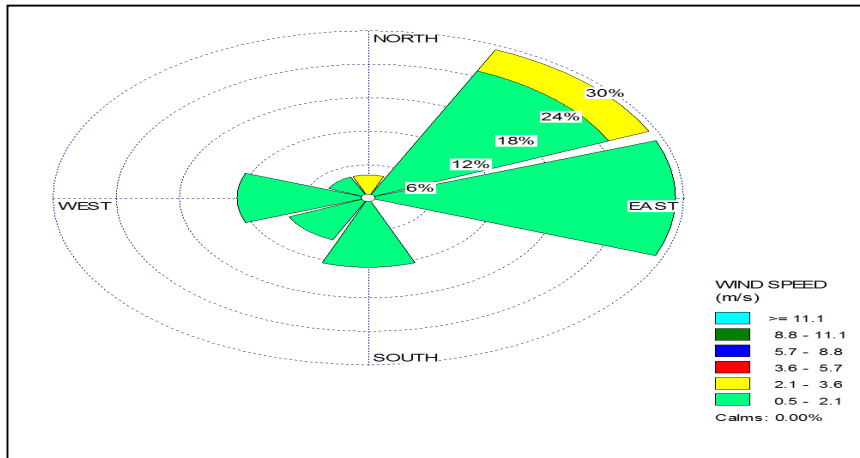 NORTH
30%
24%
18%
12%
6%
WEST
EAST
SOUTH
WIND SPEED
(m/s)
>= 11.1
8.8 - 11.1
5.7 - 8.8
3.6 - 5.7
2.1 - 3.6
0.5 - 2.1
Calms: 0.00%